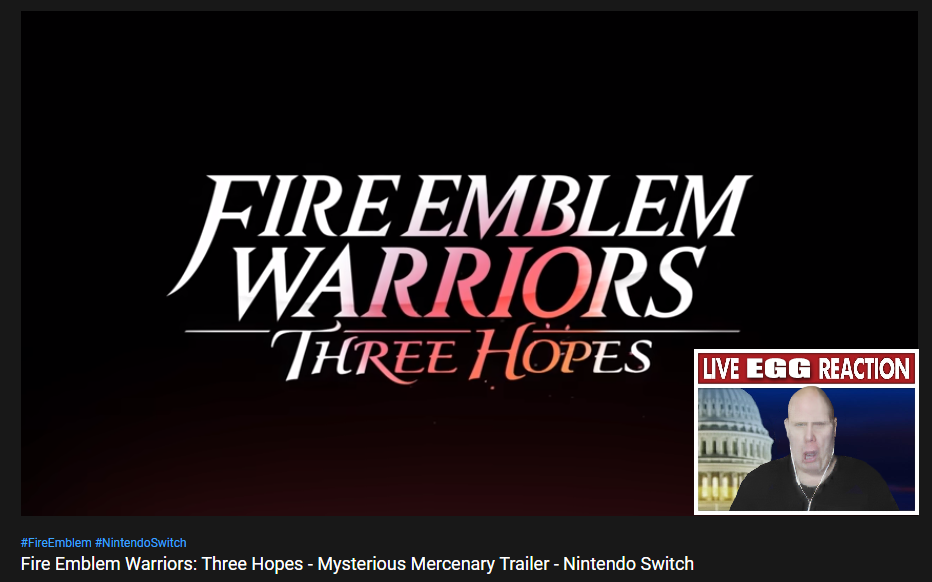 FIRE EMBLEM
WARRIORS
THREE HOPES
LIVE EGG REACTION
#FireEmblem #NintendoSwitch
Fire Emblem Warriors: Three Hopes - Mysterious Mercenary Trailer - Nintendo Switch